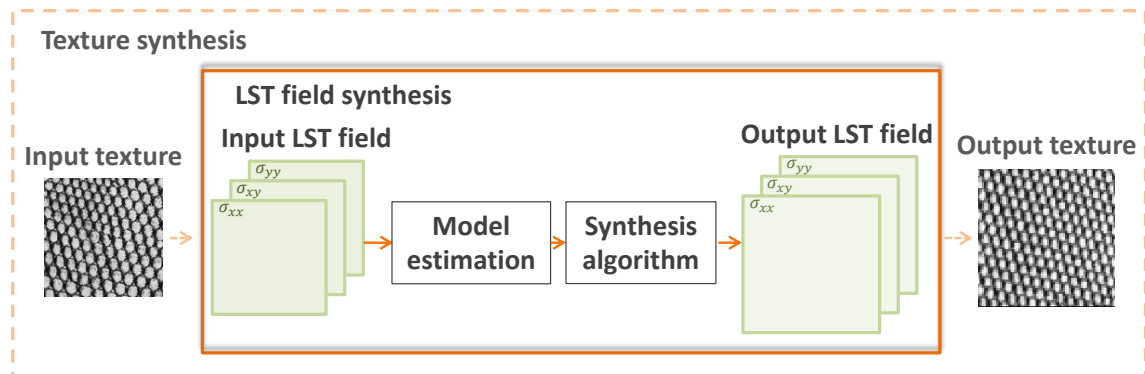 Texture synthesis
LST field synthesis
Input LST field
Output LST field
Input texture
Output texture
σyy
σxy
σxx
Model
estimation
Synthesis
algorithm
σyy
σxy
σxx